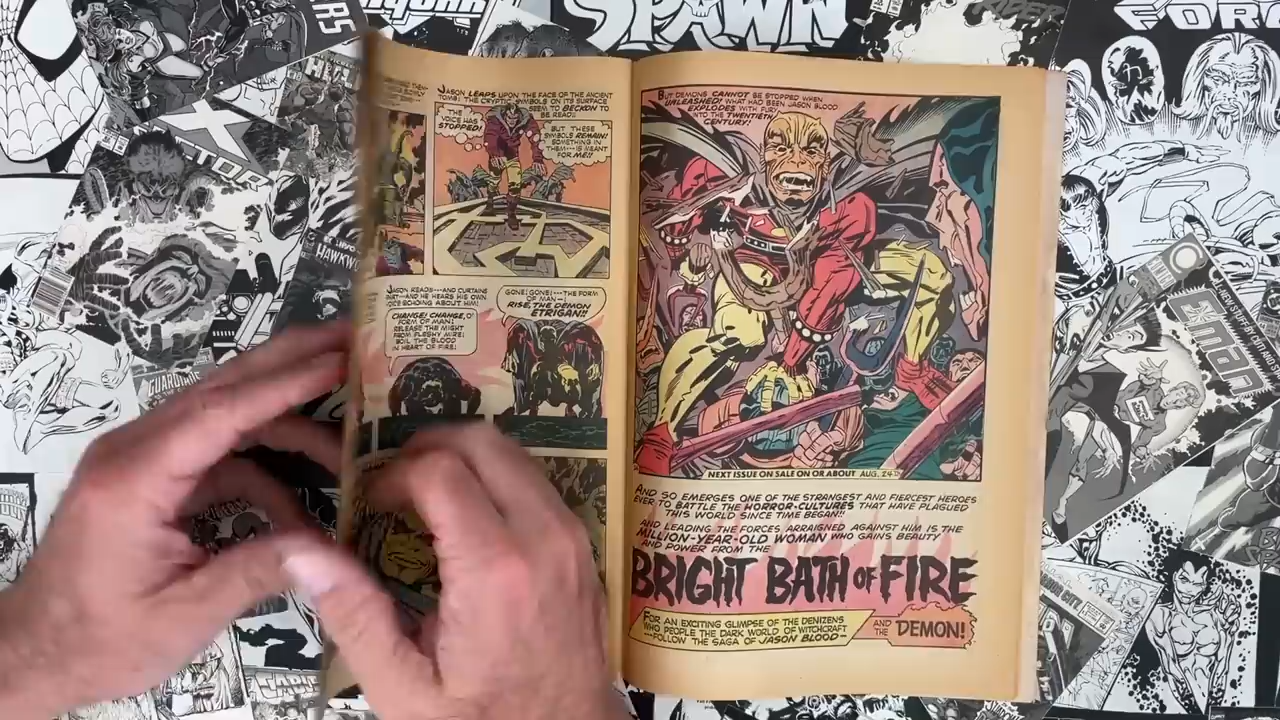 SPAWN
JASON LEAPS UPON THE FACE OF THE ANCIENT
TOMB! THE CRYPTIC SYMBOLS ON ITS SURFACE
SEEM TO BECKON TO
BE READ!!
THE
VOICE HAS
STOPPED!
BUT THESE
SYMBOLS REMAIN!
SOMETHING IN
THEM--- IS MEANT
FOR ME!!
JASON READS---AND CURTAINS
HE HEARS HIS OWN
ABOUT HIM!
CHANGE! CHANGE, O'
FORM OF MAN!
RELEASE THE MIGHT
FROM FLESHY MIRE!
BOIL THE BLOOD
IN HEART OF FIRE!
GONE! GONE!---THE FORM
OF MAN---
RISE, THE DEMON
ETRIGAN!!
BUT DEMONS CANNOT BE STOPPED WHEN
UNLEASHED! WHAT HAD BEEN JASON BLOOD
EXPLODES WITH FURY
INTO THE TWENTIETH
CENTURY!
NEXT ISSUE ON SALE ON OR ABOUT AUG. 24TH
AND SO EMERGES ONE OF THE STRANGEST AND FIERCEST HEROES
EVER TO BATTLE THE HORROR-CULTURES THAT HAVE PLAGUED
THIS WORLD SINCE TIME BEGAN!!
AND LEADING THE FORCES, ARRAIGNED AGAINST HIM IS THE
MILLION-YEAR-OLD WOMAN WHO GAINS BEAUTY
AND POWER FROM THE
BRIGHT BATH OF FIRE
FOR AN EXCITING GLIMPSE OF THE DENIZENS
WHO PEOPLE THE DARK WORLD OF WITCHCRAFT
--FOLLOW THE SAGA OF JASON BLOOD--
AND
THE
DEMON!
E-MAN